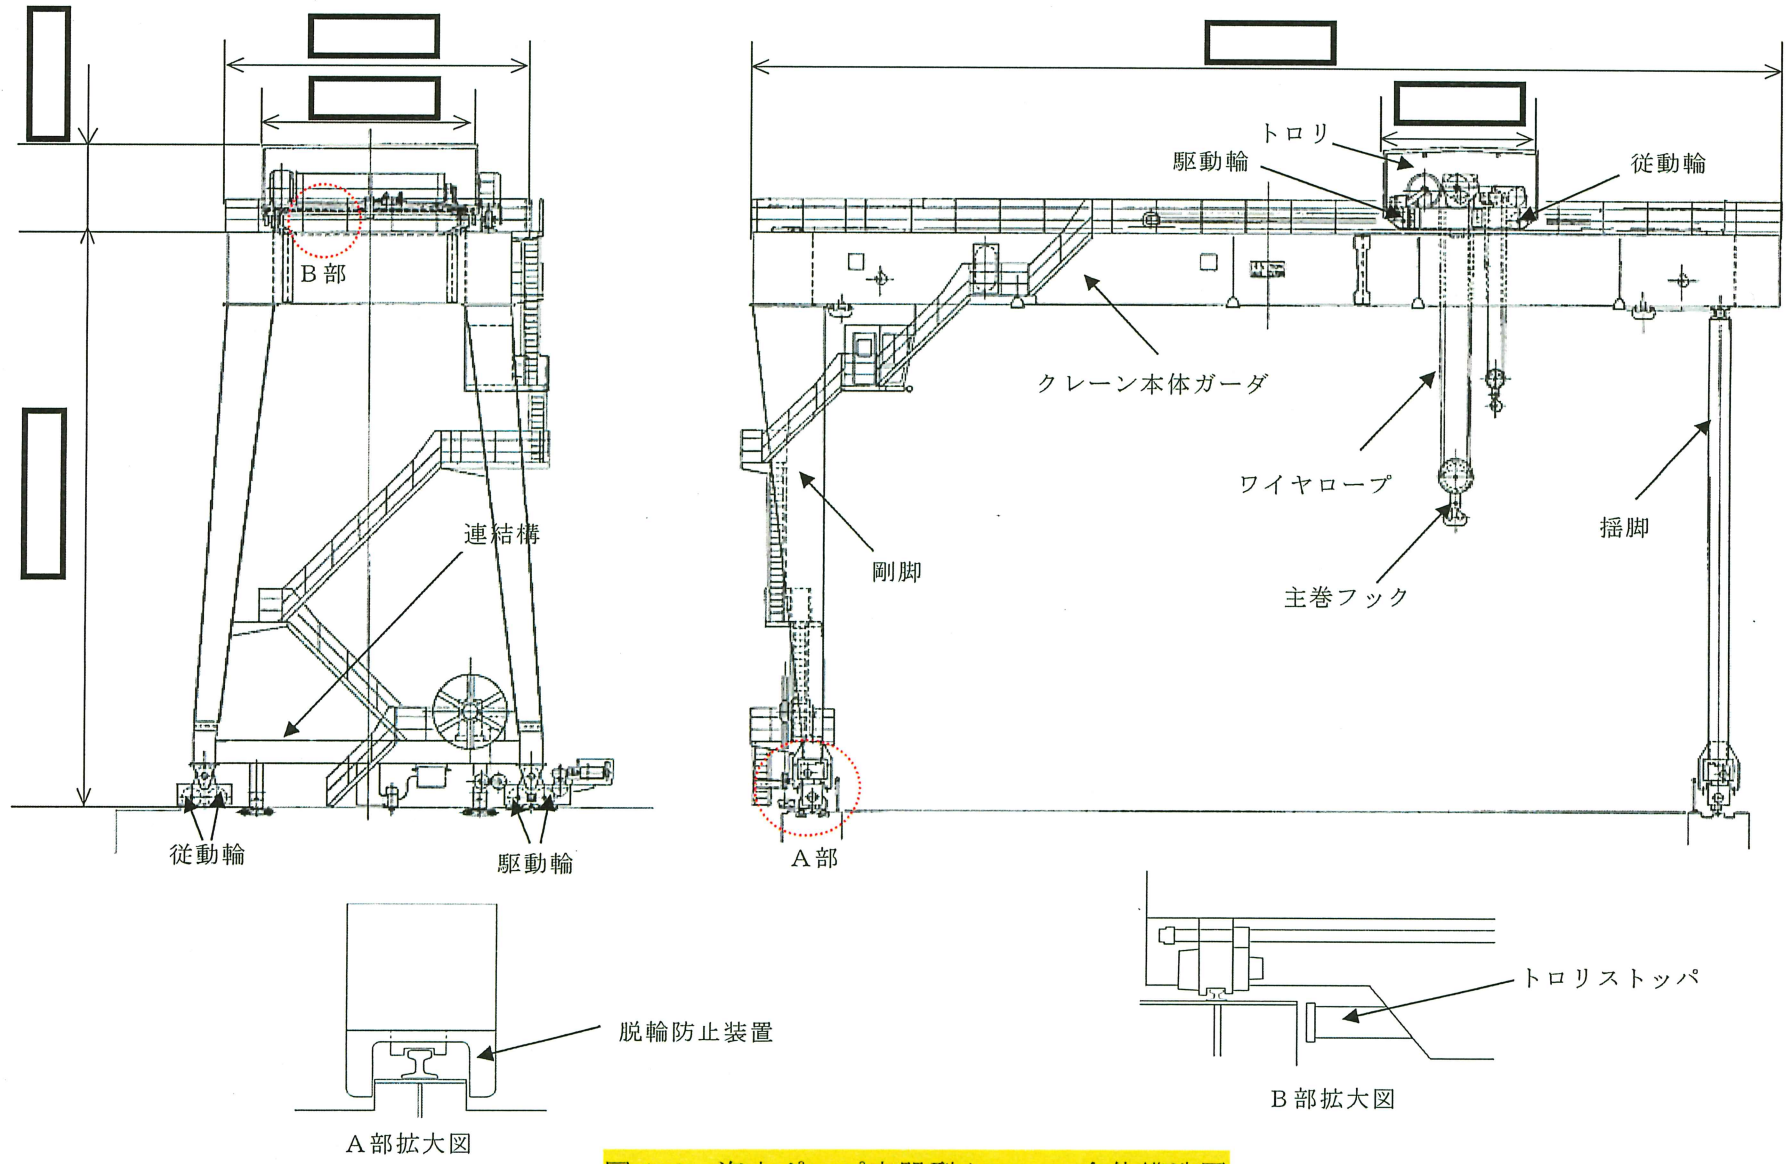 トロリ
駆動輪
従動輪
B部
クレーン本体ガーダ
ワイヤロープ
連結構
剛脚
揺脚
主巻フック
従動輪
駆動輪
A部
トロリストッパ
脱輪防止装置
B部拡大図
A部拡大図